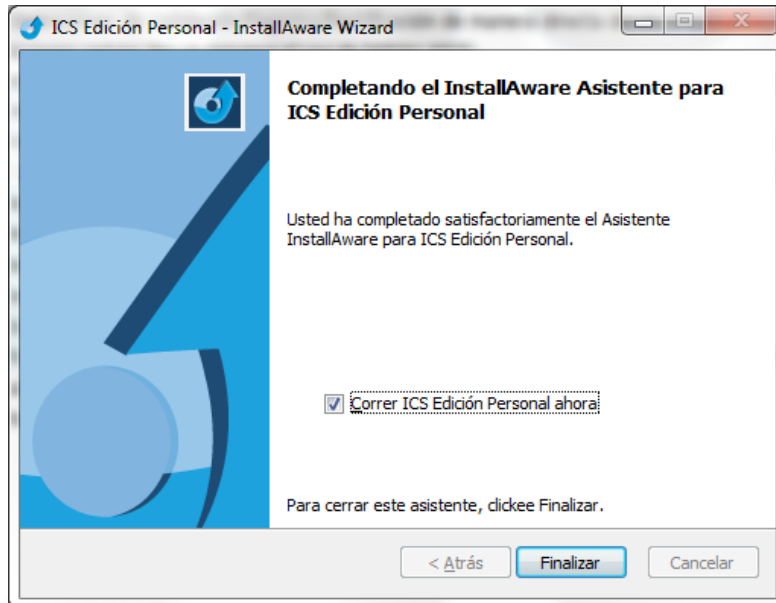 ICS Edición Personal - InstallAware Wizard
Completando el InstallAware Asistente para
ICS Edición Personal
Usted ha completado satisfactoriamente el Asistente
InstallAware para ICS Edición Personal.
Correr ICS Edición Personal ahora
Para cerrar este asistente, clickee Finalizar.
< Atrás Finalizar Cancelar